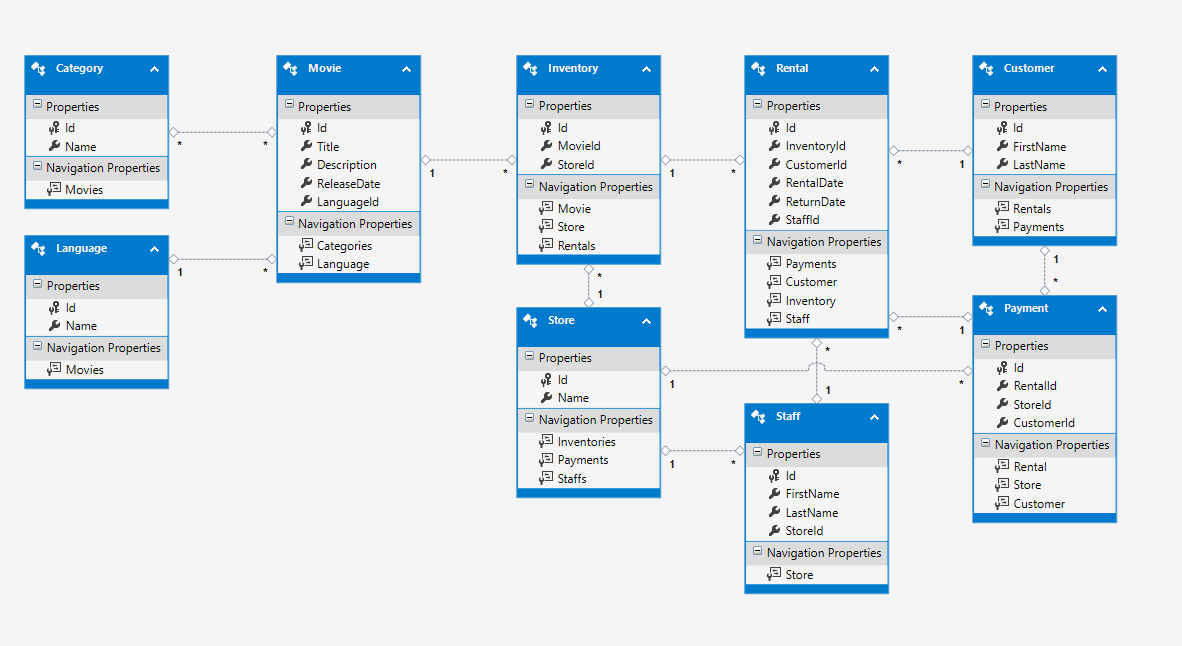 Category
Properties
Id
Name
Navigation Properties
Movies
*
*
Language
Properties
Id
Name
Navigation Properties
Movies
1
*
Movie
Properties
Id
Title
Description
ReleaseDate
LanguageId
Navigation Properties
Categories
Language
1
*
Inventory
Properties
Id
MovieId
StoreId
Navigation Properties
Movie
Store
Rentals
1
*
*
1
Store
Properties
Id
Name
Navigation Properties
Inventories
Payments
Staffs
1
*
1
*
Rental
Properties
Id
InventoryId
CustomerId
RentalDate
ReturnDate
StaffId
Navigation Properties
Payments
Customer
Inventory
Staff
*
1
*
1
*
1
Staff
Properties
Id
FirstName
LastName
StoreId
Navigation Properties
Store
Customer
Properties
Id
FirstName
LastName
Navigation Properties
Rentals
Payments
1
*
Payment
Properties
Id
RentalId
StoreId
CustomerId
Navigation Properties
Rental
Store
Customer